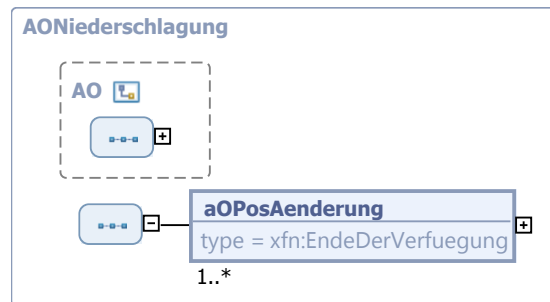 AONiederschlagung
AO
aOPosAenderung
type = xfn:EndeDerVerfuegung
1..*